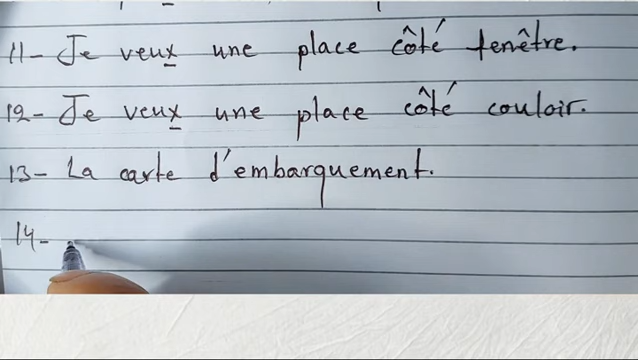 11- Je veux une place côté fenêtre.
12- Je veux une place côté couloir.
13- La carte d'embarquement.
14-